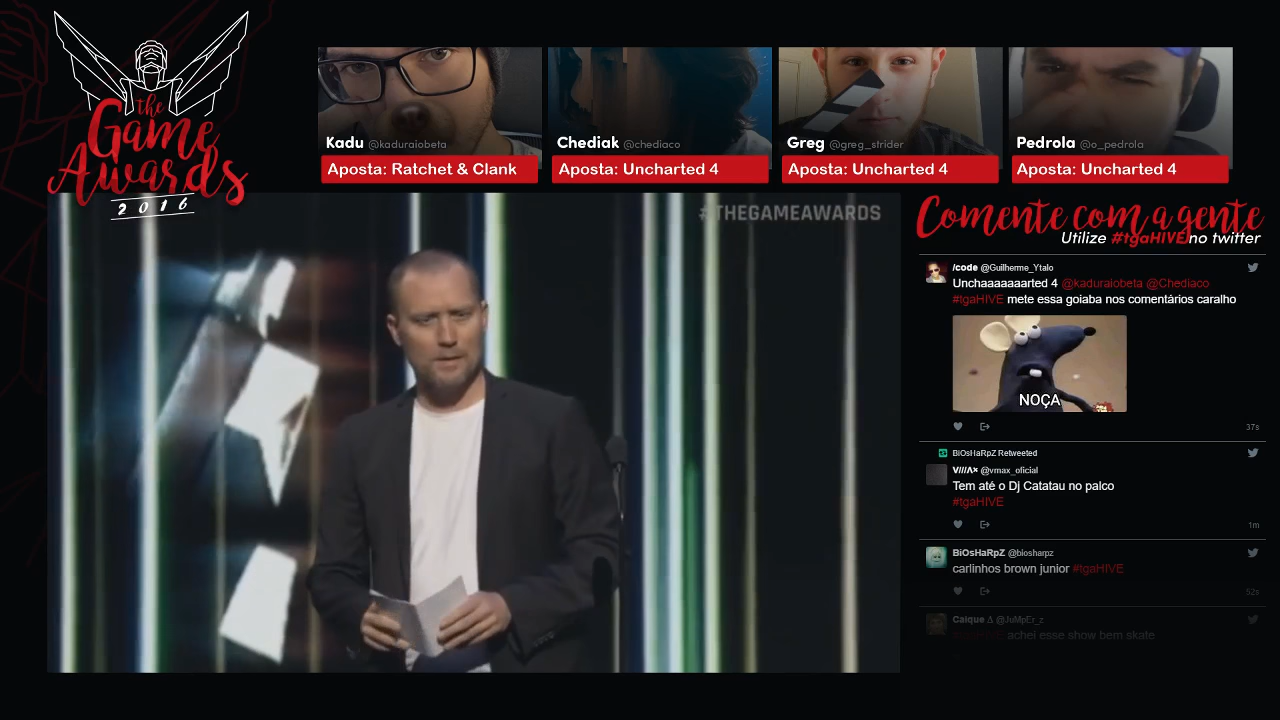 the
Game
Awards
2016
Kadu @kaduraiobeta
Aposta: Ratchet & Clank
Chediak @chediaco
Aposta: Uncharted 4
Greg @greg_strider
Aposta: Uncharted 4
Pedrola @o_pedrola
Aposta: Uncharted 4
#THEGAMEAWARDS
Comente com a gente
Utilize #tgaHIVE no twitter
/code @Guilherme_Ytalo
Unchaaaaaaarted 4 @kaduraiobeta @Chediaco
#tgaHIVE mete essa goiaba nos comentários caralho
NOÇA
37s
BiOsHaRpZ Retweeted
V///Λ× @vmax_oficial
Tem até o Dj Catatau no palco
#tgaHIVE
1m
BiOsHaRpZ @biosharpz
carlinhos brown junior #tgaHIVE
52s
Caique Δ @JuMpEr_z
#tgaHIVE achei esse show bem skate